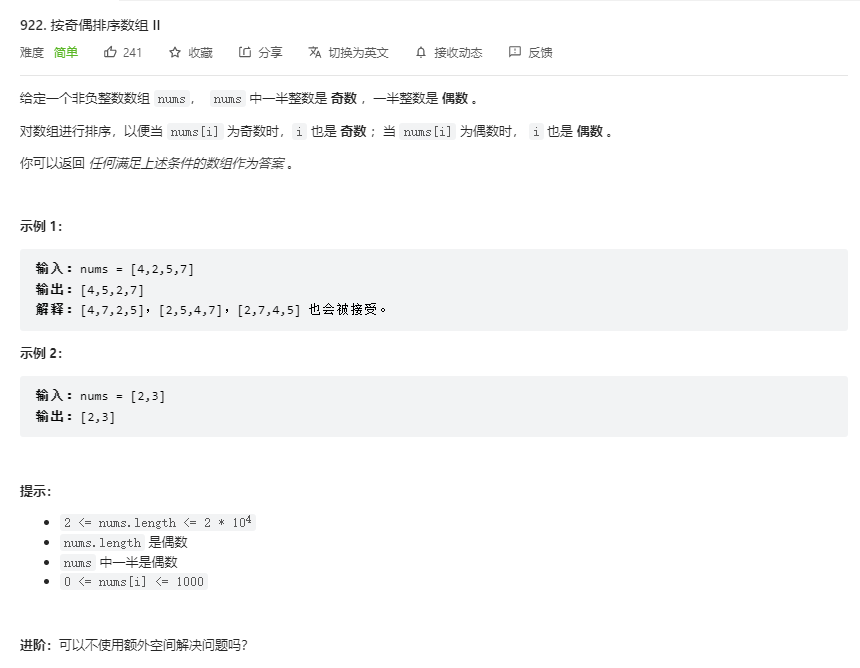 922. 按奇偶排序数组 II
难度 简单 241 收藏 分享 切换为英文 接收动态 反馈
给定一个非负整数数组 nums， nums 中一半整数是 奇数 ，一半整数是 偶数 。
对数组进行排序，以便当 nums[i] 为奇数时，i 也是 奇数 ；当 nums[i] 为偶数时， i 也是 偶数 。
你可以返回 任何满足上述条件的数组作为答案 。
示例 1：
输入：nums = [4,2,5,7]
输出：[4,5,2,7]
解释：[4,7,2,5]，[2,5,4,7]，[2,7,4,5] 也会被接受。
示例 2：
输入：nums = [2,3]
输出：[2,3]
提示：
2 <= nums.length <= 2 * 10⁴
nums.length 是偶数
nums 中一半是偶数
0 <= nums[i] <= 1000
进阶：可以不使用额外空间解决问题吗？